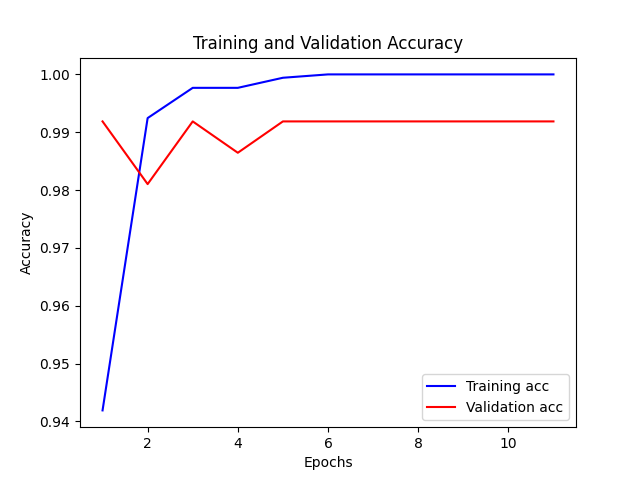 Training and Validation Accuracy
1.00
0.99
0.98
0.97
0.96
0.95
0.94
Accuracy
Training acc
Validation acc
2 4 6 8 10
Epochs